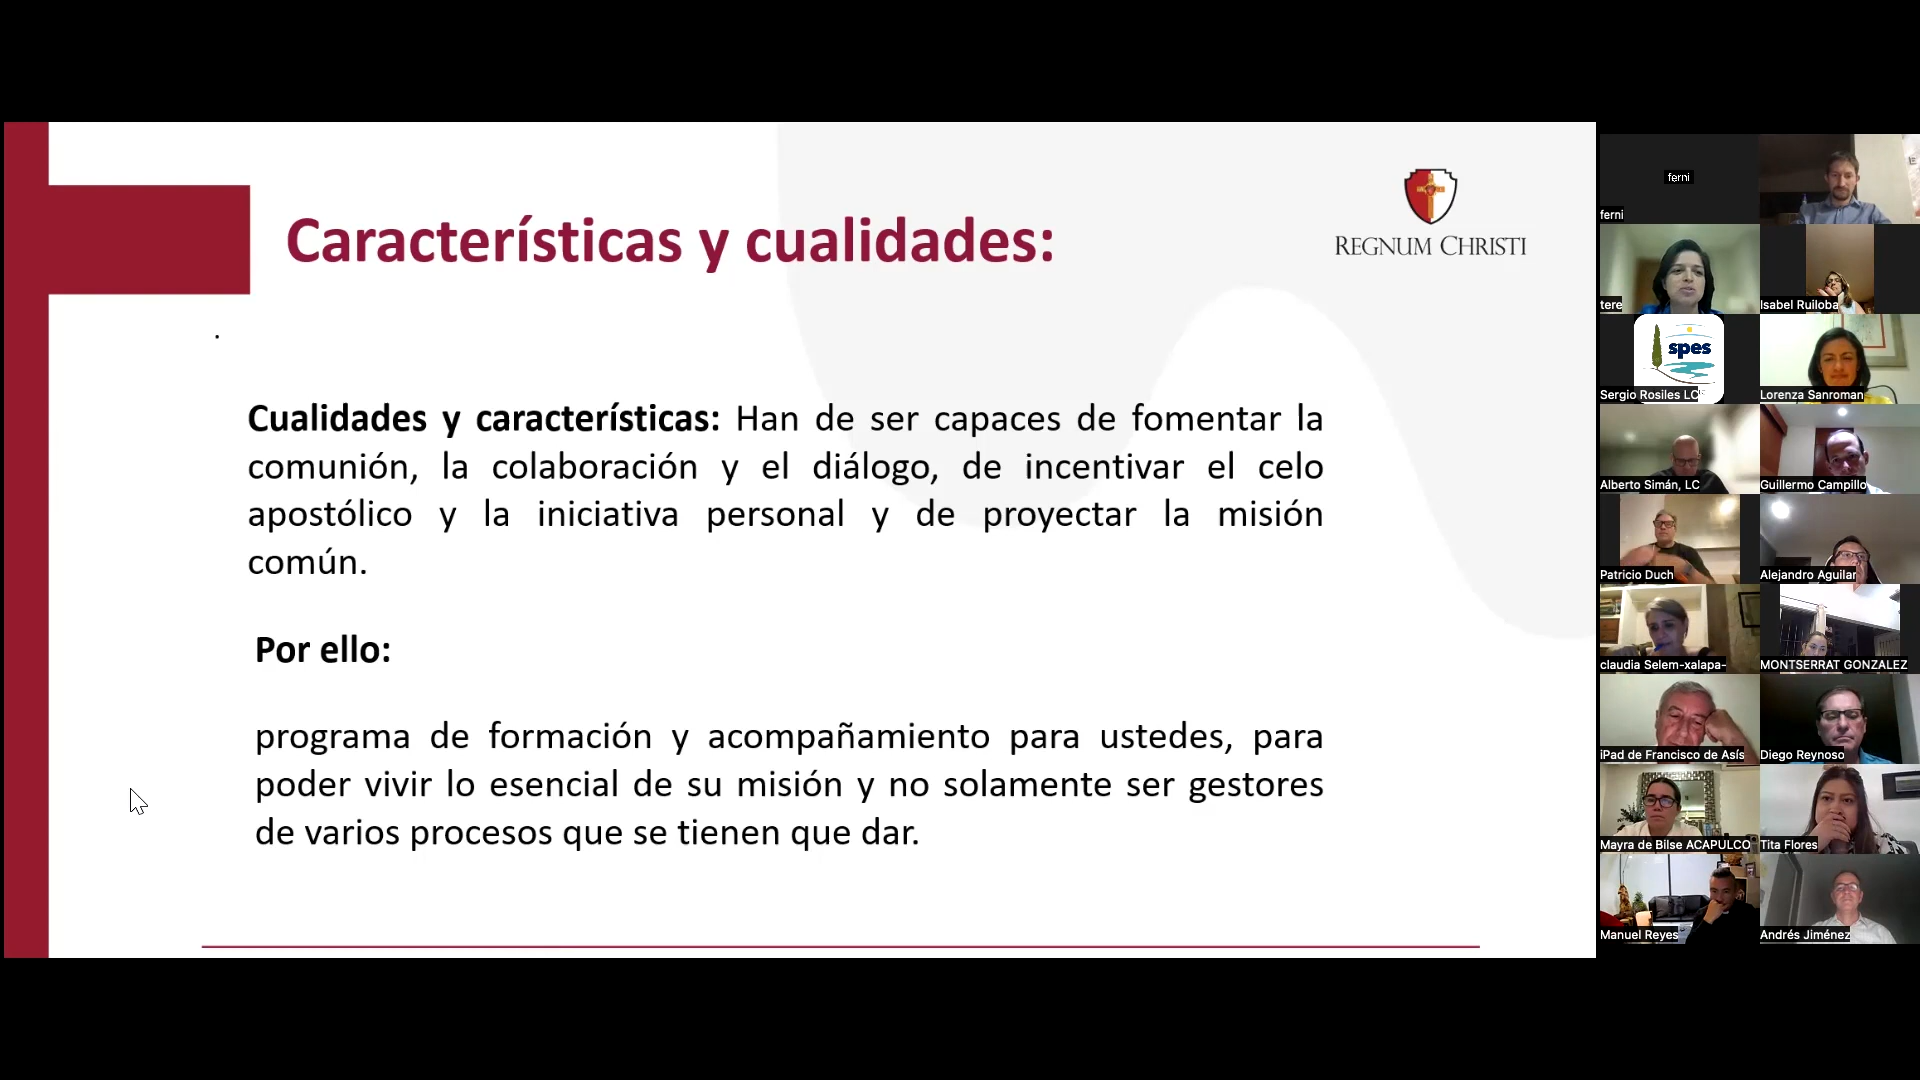 Características y cualidades:
REGNUM CHRISTI
.
Cualidades y características: Han de ser capaces de fomentar la
comunión, la colaboración y el diálogo, de incentivar el celo
apostólico y la iniciativa personal y de proyectar la misión
común.
Por ello:
programa de formación y acompañamiento para ustedes, para
poder vivir lo esencial de su misión y no solamente ser gestores
de varios procesos que se tienen que dar.
ferni
ferni
tere
Isabel Ruiloba
spes
Sergio Rosiles LC
Lorenza Sanroman
Alberto Simán, LC
Guillermo Campillo
Patricio Duch
Alejandro Aguilar
claudia Selem-xalapa-
MONTSERRAT GONZALEZ
iPad de Francisco de Asís
Diego Reynoso
Mayra de Bilse ACAPULCO
Tita Flores
Manuel Reyes
Andrés Jiménez